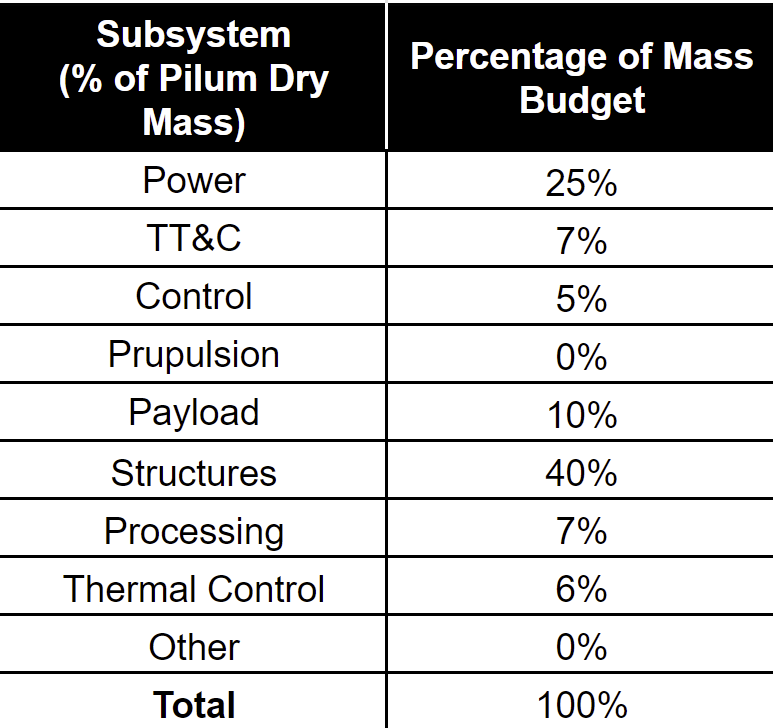 Subsystem
(% of Pilum Dry
Mass)
Percentage of Mass
Budget
Power 25%
TT&C 7%
Control 5%
Prupulsion 0%
Payload 10%
Structures 40%
Processing 7%
Thermal Control 6%
Other 0%
Total 100%